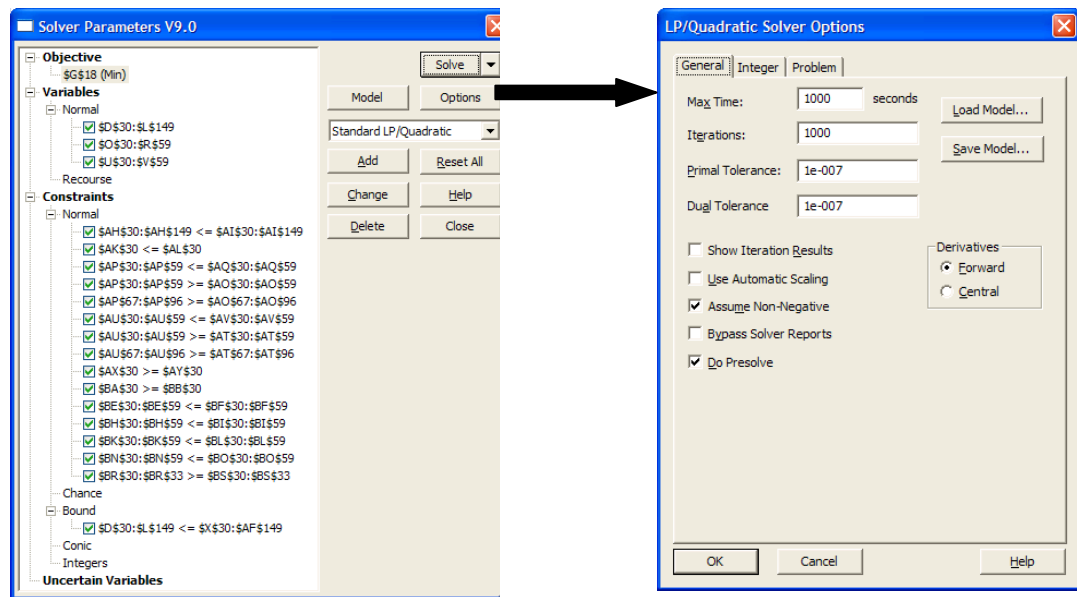 Solver Parameters V9.0
Objective
$G$18 (Min)
Variables
Normal
$D$30:$L$149
$O$30:$R$59
$U$30:$V$59
Recourse
Constraints
Normal
$AH$30:$AH$149 <= $AI$30:$AI$149
$AK$30 <= $AL$30
$AP$30:$AP$59 <= $AQ$30:$AQ$59
$AP$30:$AP$59 >= $AO$30:$AO$59
$AP$67:$AP$96 >= $AO$67:$AO$96
$AU$30:$AU$59 <= $AV$30:$AV$59
$AU$30:$AU$59 >= $AT$30:$AT$59
$AU$67:$AU$96 >= $AT$67:$AT$96
$AX$30 >= $AY$30
$BA$30 >= $BB$30
$BE$30:$BE$59 <= $BF$30:$BF$59
$BH$30:$BH$59 <= $BI$30:$BI$59
$BK$30:$BK$59 <= $BL$30:$BL$59
$BN$30:$BN$59 <= $BO$30:$BO$59
$BR$30:$BR$33 >= $BS$30:$BS$33
Chance
Bound
$D$30:$L$149 <= $X$30:$AF$149
Conic
Integers
Uncertain Variables
Solve
Model Options
Standard LP/Quadratic
Add Reset All
Change Help
Delete Close
LP/Quadratic Solver Options
General Integer Problem
Max Time: 1000 seconds
Load Model...
Iterations: 1000
Save Model...
Primal Tolerance: 1e-007
Dual Tolerance 1e-007
Show Iteration Results
Use Automatic Scaling
Assume Non-Negative
Bypass Solver Reports
Do Presolve
Derivatives
Forward
Central
OK Cancel Help